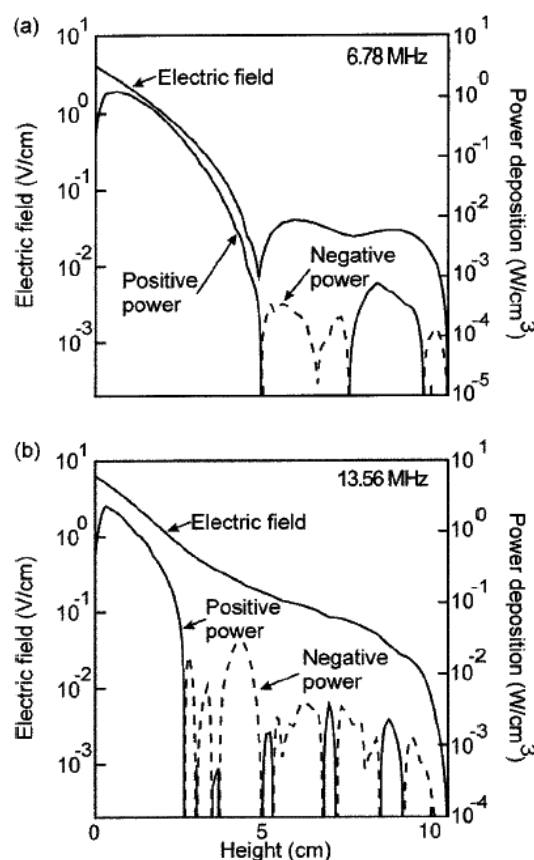 (a)
10^1
10^0
10^-1
10^-2
10^-3
Electric field (V/cm)
Electric field
6.78 MHz
Positive
power
Negative
power
10^1
10^0
10^-1
10^-2
10^-3
10^-4
10^-5
Power deposition (W/cm^3)
(b)
10^1
10^0
10^-1
10^-2
10^-3
Electric field (V/cm)
13.56 MHz
Electric field
Positive
power
Negative
power
10^1
10^0
10^-1
10^-2
10^-3
10^-4
Power deposition (W/cm^3)
0
5
10
Height (cm)